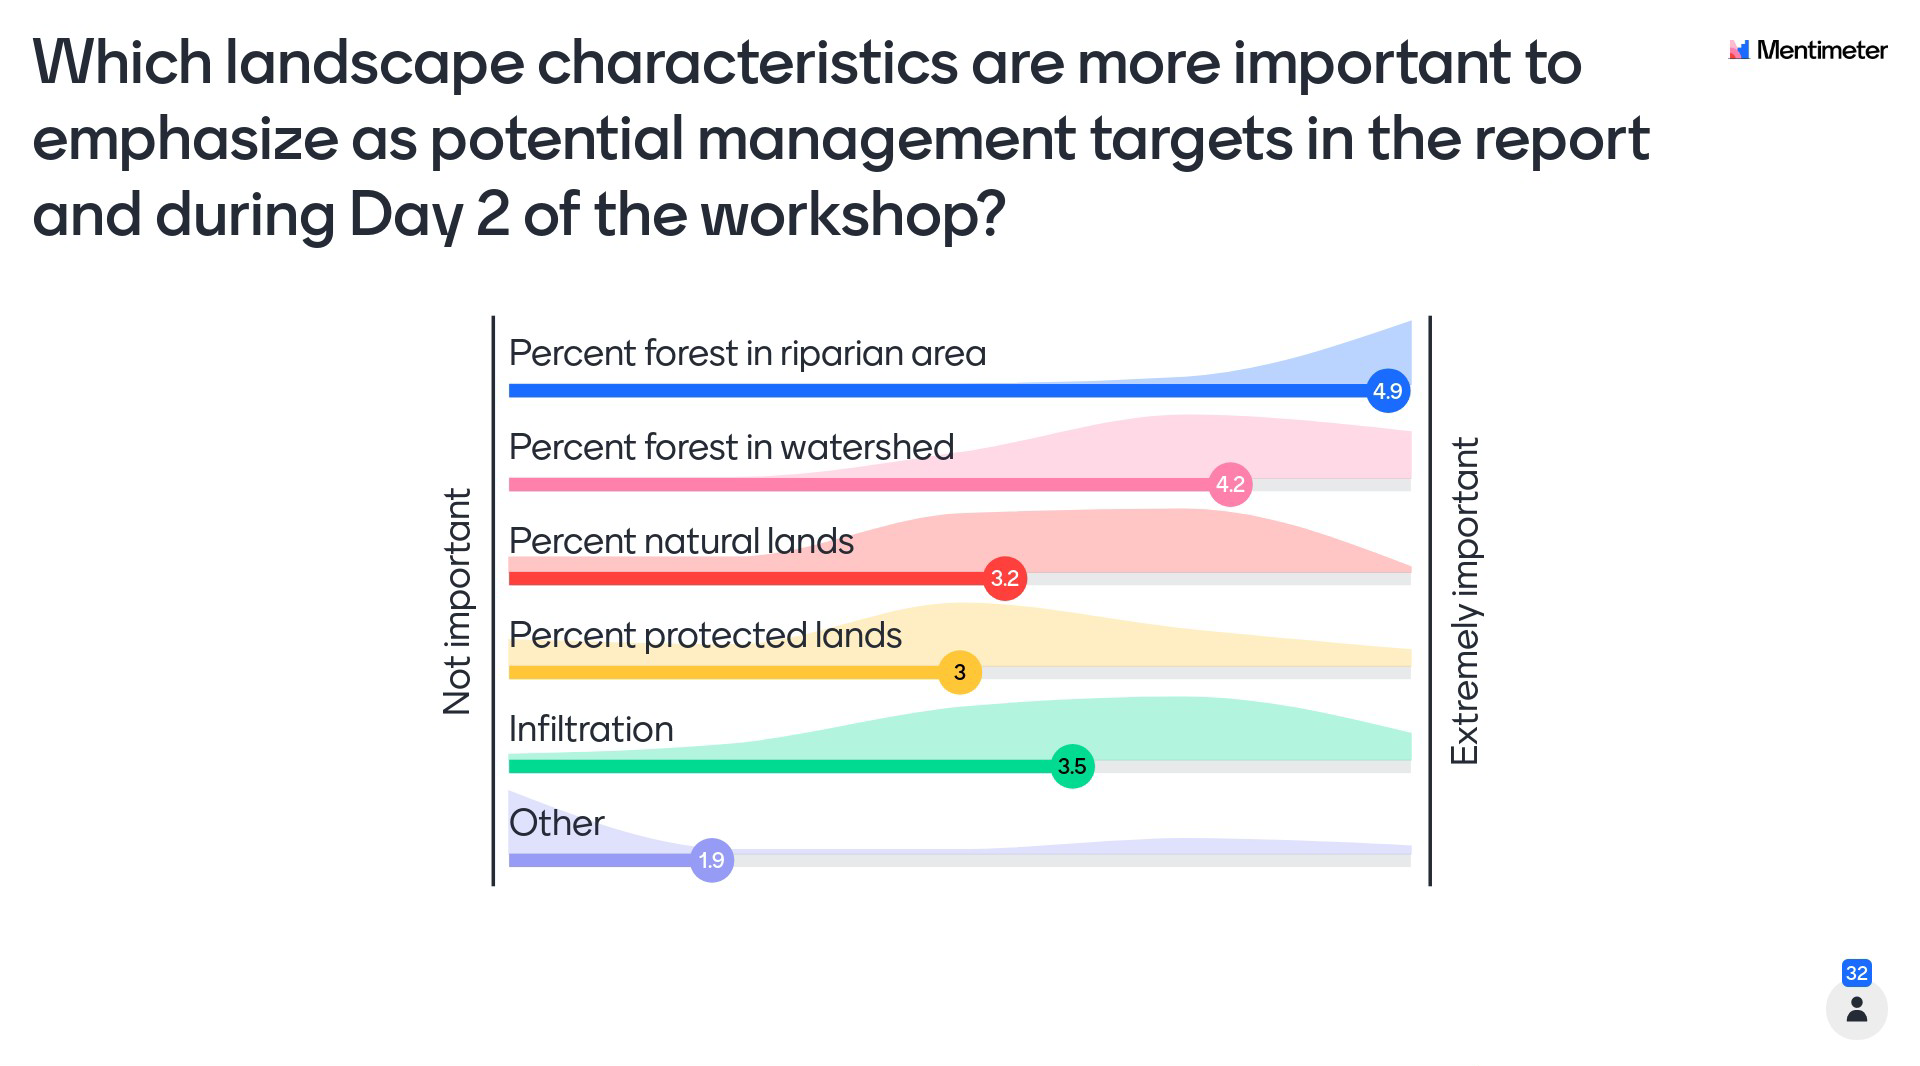 Which landscape characteristics are more important to
emphasize as potential management targets in the report
and during Day 2 of the workshop?
Mentimeter
Not important
Percent forest in riparian area
4.9
Percent forest in watershed
4.2
Percent natural lands
3.2
Percent protected lands
3
Infiltration
3.5
Other
1.9
Extremely important
32